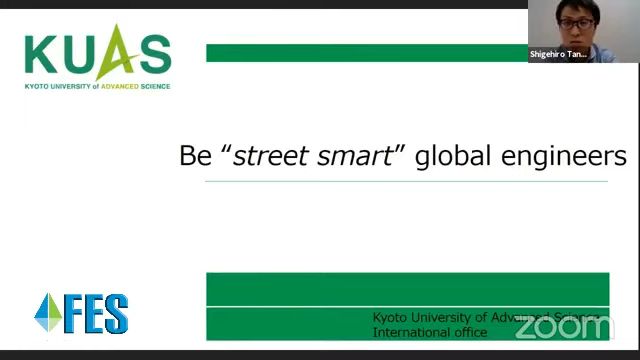 KUAS
KYOTO UNIVERSITY of ADVANCED SCIENCE
Shigehiro Tan...
Be “street smart” global engineers
FES
Kyoto University of Advanced Science
International office
zoom